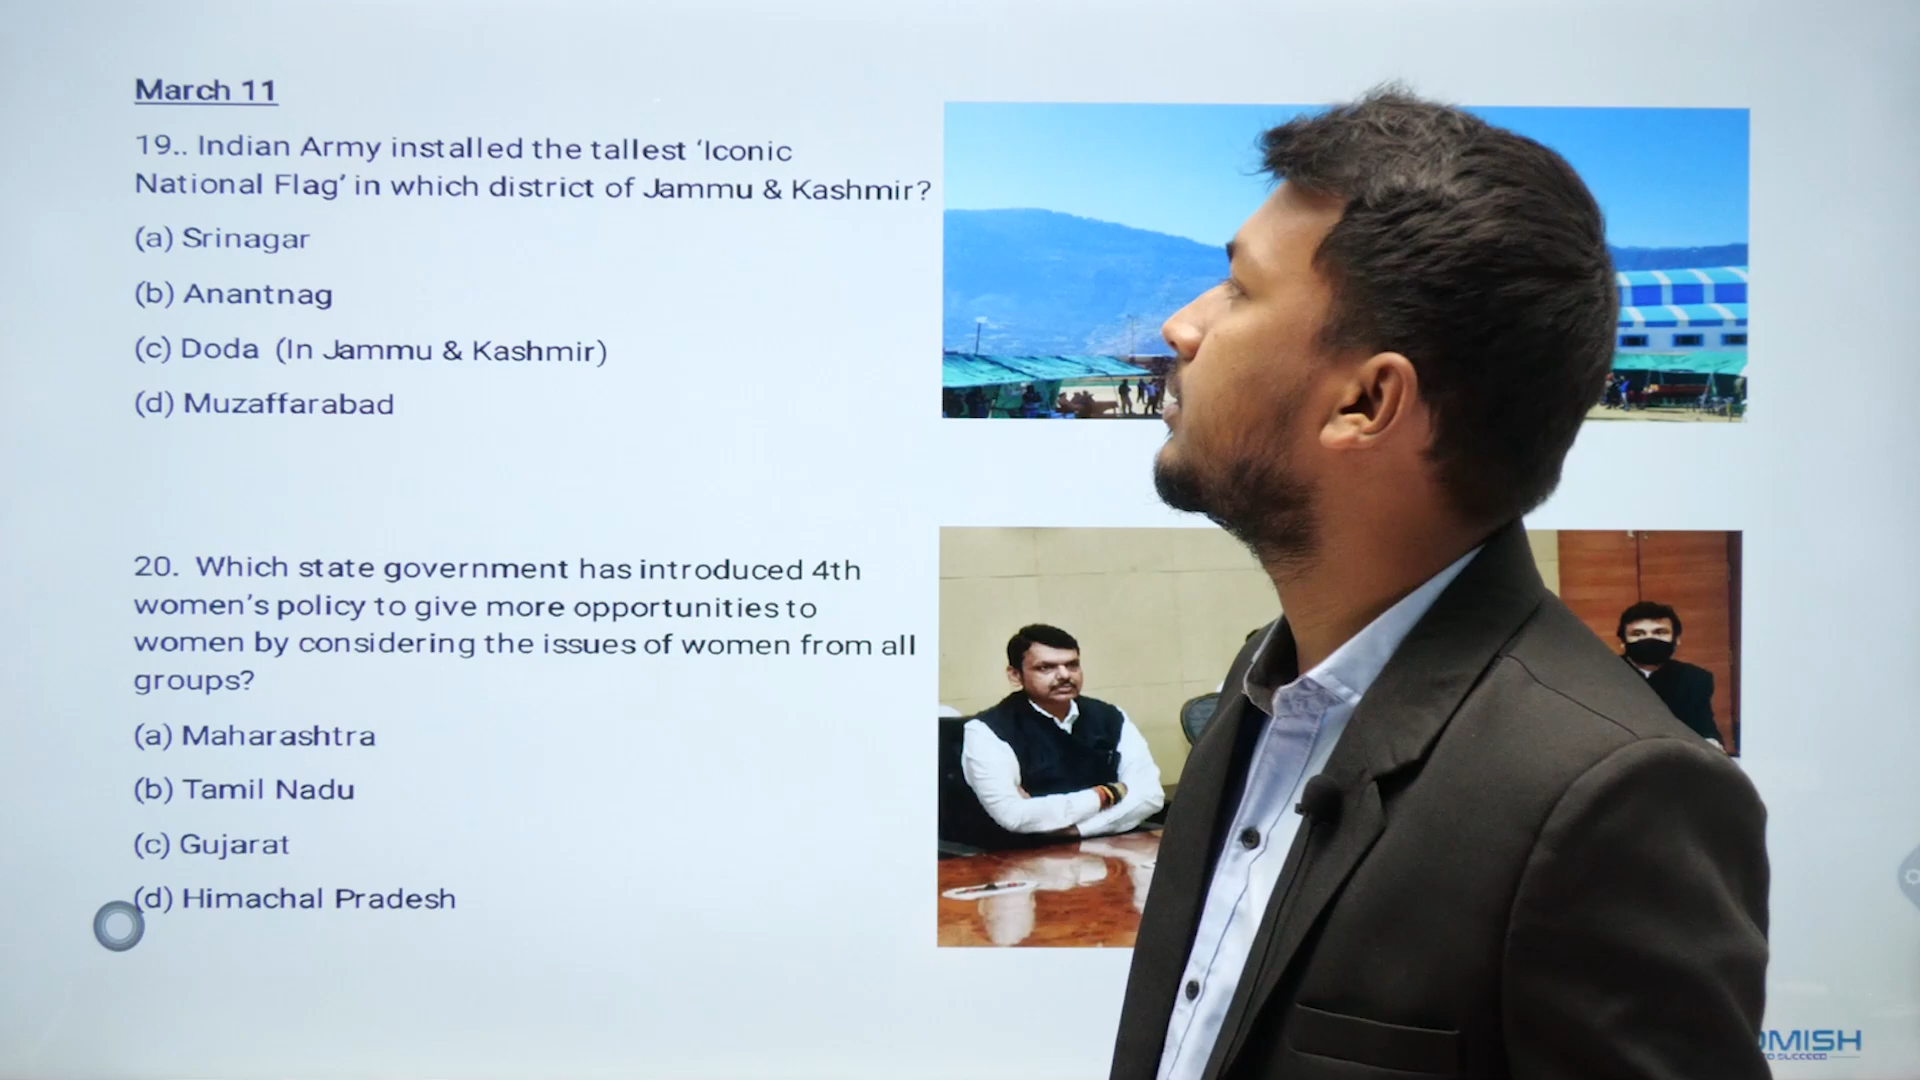 March 11
19.. Indian Army installed the tallest ‘Iconic
National Flag’ in which district of Jammu & Kashmir?
(a) Srinagar
(b) Anantnag
(c) Doda (In Jammu & Kashmir)
(d) Muzaffarabad
20. Which state government has introduced 4th
women’s policy to give more opportunities to
women by considering the issues of women from all
groups?
(a) Maharashtra
(b) Tamil Nadu
(c) Gujarat
(d) Himachal Pradesh